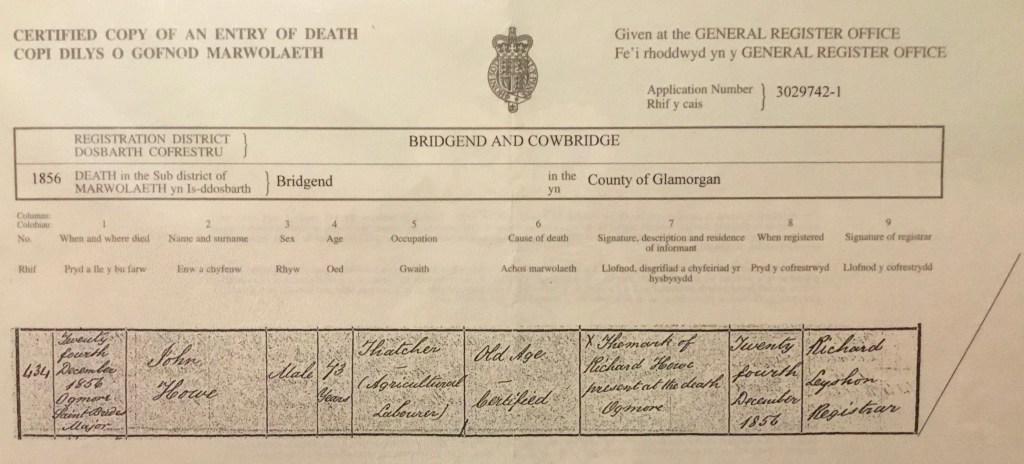 CERTIFIED COPY OF AN ENTRY OF DEATH
COPI DILYS O GOFNOD MARWOLAETH
Given at the GENERAL REGISTER OFFICE
Fe'i rhoddwyd yn y GENERAL REGISTER OFFICE
Application Number
Rhif y cais
3029742-1
REGISTRATION DISTRICT
DOSBARTH COFRESTRU
BRIDGEND AND COWBRIDGE
1856
DEATH in the Sub district of
MARWOLAETH yn Is-ddosbarth
Bridgend
in the
yn
County of Glamorgan
Columns:
Colofnau:
1 2 3 4 5 6 7 8 9
No.
When and where died
Name and surname
Sex
Age
Occupation
Cause of death
Signature, description and residence
of informant
When registered
Signature of registrar
Rhif
Pryd a lle y bu farw
Enw a chyfenw
Rhyw
Oed
Gwaith
Achos marwolaeth
Llofnod, disgrifiad a chyfeiriad yr
hysbysydd
Pryd y cofrestrwyd
Llofnod y cofrestrydd
434
Twenty
fourth
December
1856
Ogmore
Saint Brides
Major
John
Howe
Male
Years
Thatcher
(Agricultural
Labourer)
Old Age
Certified
X The mark of
Richard Howe
present at the death
Ogmore
Twenty
fourth
December
1856
Richard
Leyshon
Registrar